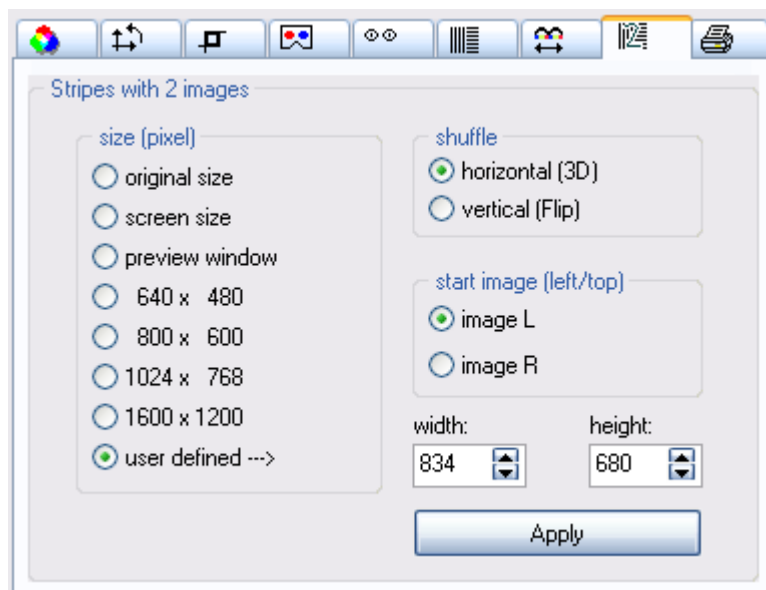 Stripes with 2 images
size (pixel)
original size
screen size
preview window
640 x 480
800 x 600
1024 x 768
1600 x 1200
user defined --->
shuffle
horizontal (3D)
vertical (Flip)
start image (left/top)
image L
image R
width: height:
834 680
Apply